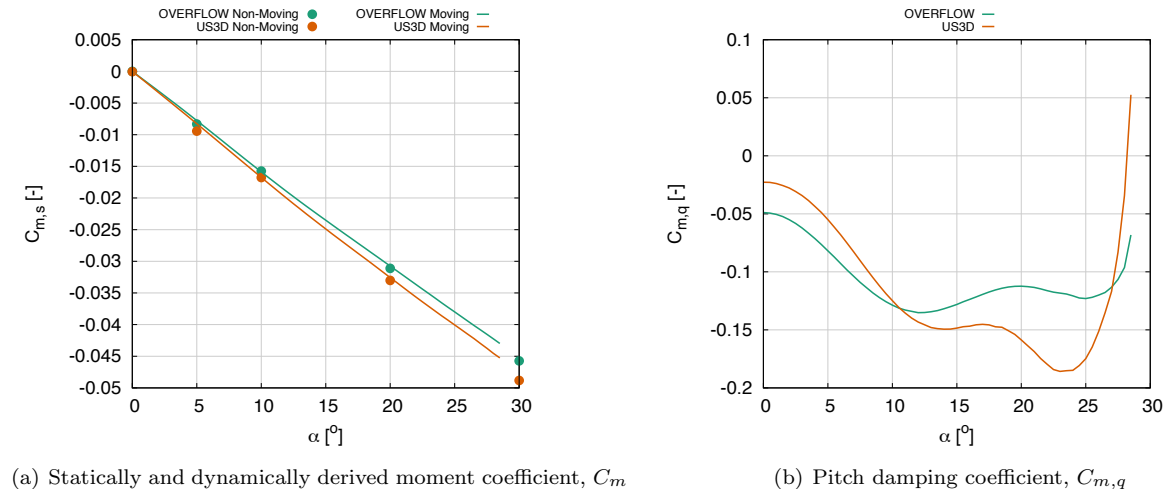 OVERFLOW Non-Moving
US3D Non-Moving
OVERFLOW Moving
US3D Moving
0.005
0
-0.005
-0.01
-0.015
-0.02
-0.025
-0.03
-0.035
-0.04
-0.045
-0.05
C_{m,s} [-]
0 5 10 15 20 25 30
α [°]
(a) Statically and dynamically derived moment coefficient, C_m
OVERFLOW
US3D
0.1
0.05
0
-0.05
-0.1
-0.15
-0.2
C_{m,q} [-]
0 5 10 15 20 25 30
α [°]
(b) Pitch damping coefficient, C_{m,q}